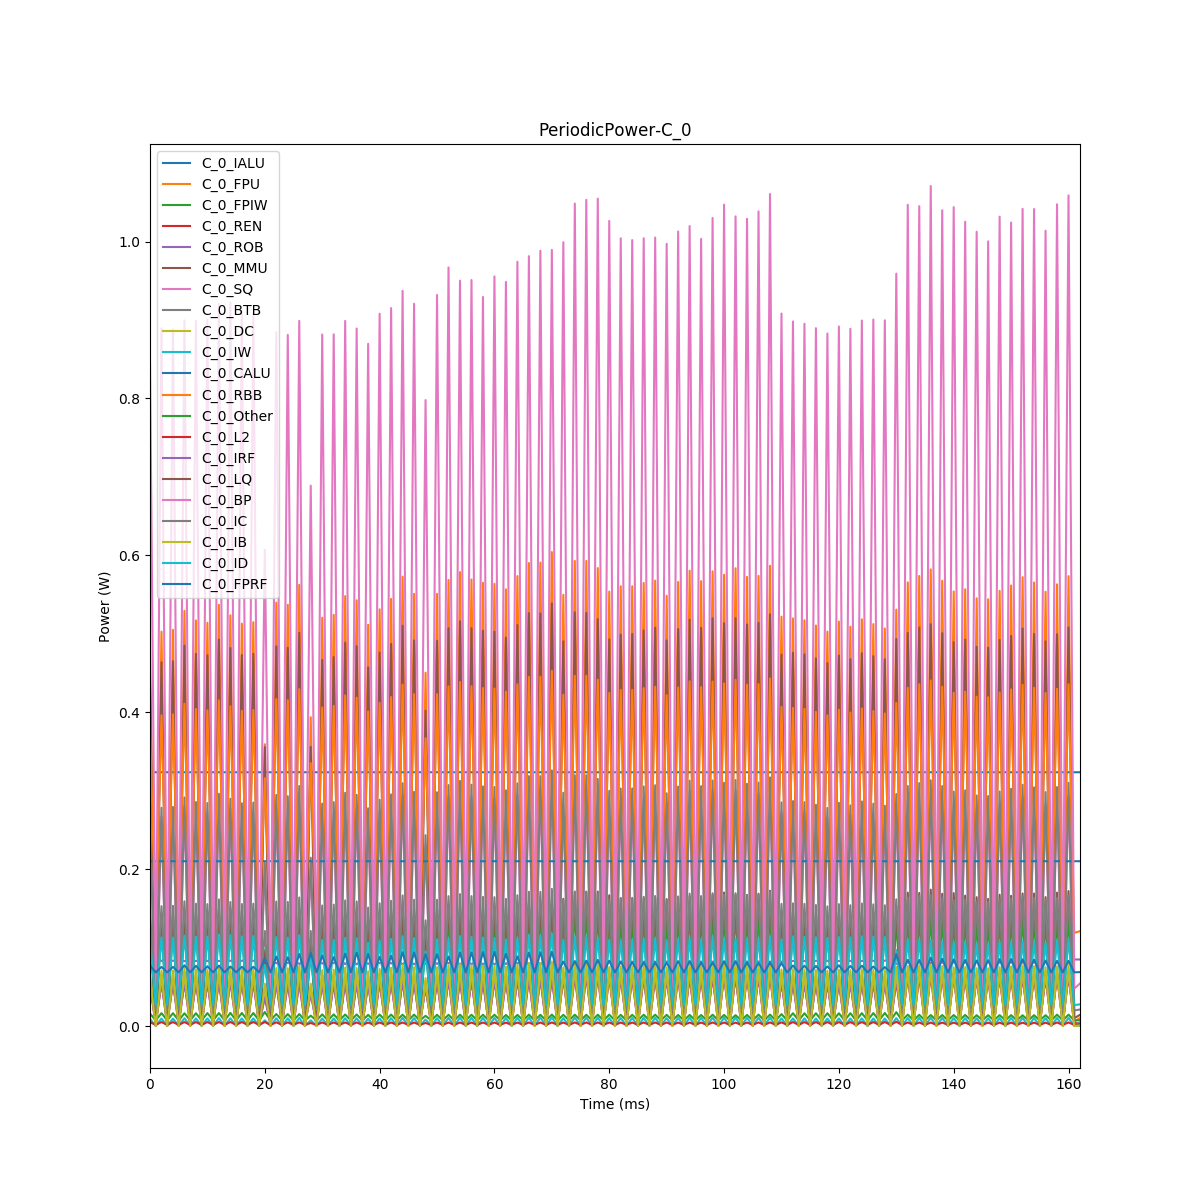 PeriodicPower-C_0
C_0_IALU
C_0_FPU
C_0_FPIW
C_0_REN
C_0_ROB
C_0_MMU
C_0_SQ
C_0_BTB
C_0_DC
C_0_IW
C_0_CALU
C_0_RBB
C_0_Other
C_0_L2
C_0_IRF
C_0_LQ
C_0_BP
C_0_IC
C_0_IB
C_0_ID
C_0_FPRF
1.0
0.8
0.6
0.4
0.2
0.0
Power (W)
0 20 40 60 80 100 120 140 160
Time (ms)